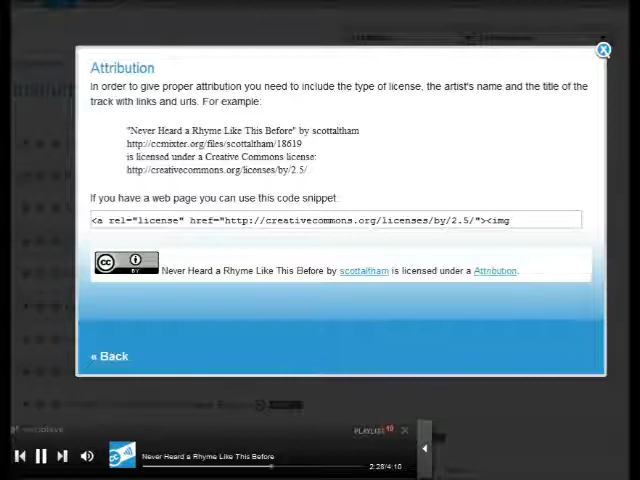 Attribution
In order to give proper attribution you need to include the type of license, the artist's name and the title of the
track with links and urls. For example:
"Never Heard a Rhyme Like This Before" by scottaltham
http://ccmixter.org/files/scottaltham/18619
is licensed under a Creative Commons license:
http://creativecommons.org/licenses/by/2.5/
If you have a web page you can use this code snippet:
<a rel="license" href="http://creativecommons.org/licenses/by/2.5/"><img
cc BY Never Heard a Rhyme Like This Before by scottaltham is licensed under a Attribution.
« Back
PLAYLIST 10
Never Heard a Rhyme Like This Before
2:28/4:10